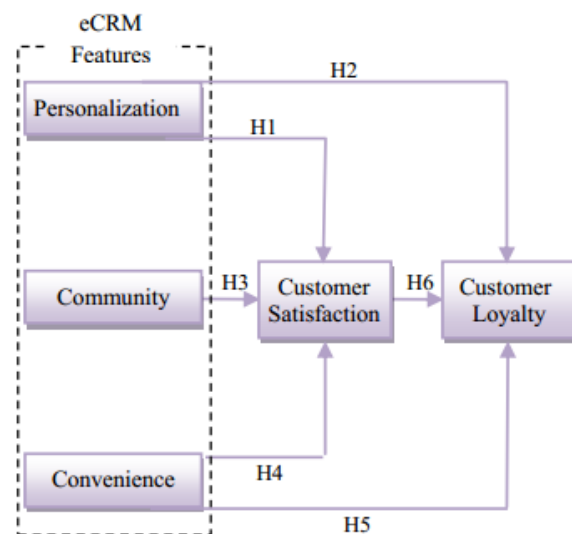 eCRM
Features
Personalization
H2
H1
Community
H3
Customer
Satisfaction
H6
Customer
Loyalty
Convenience
H4
H5